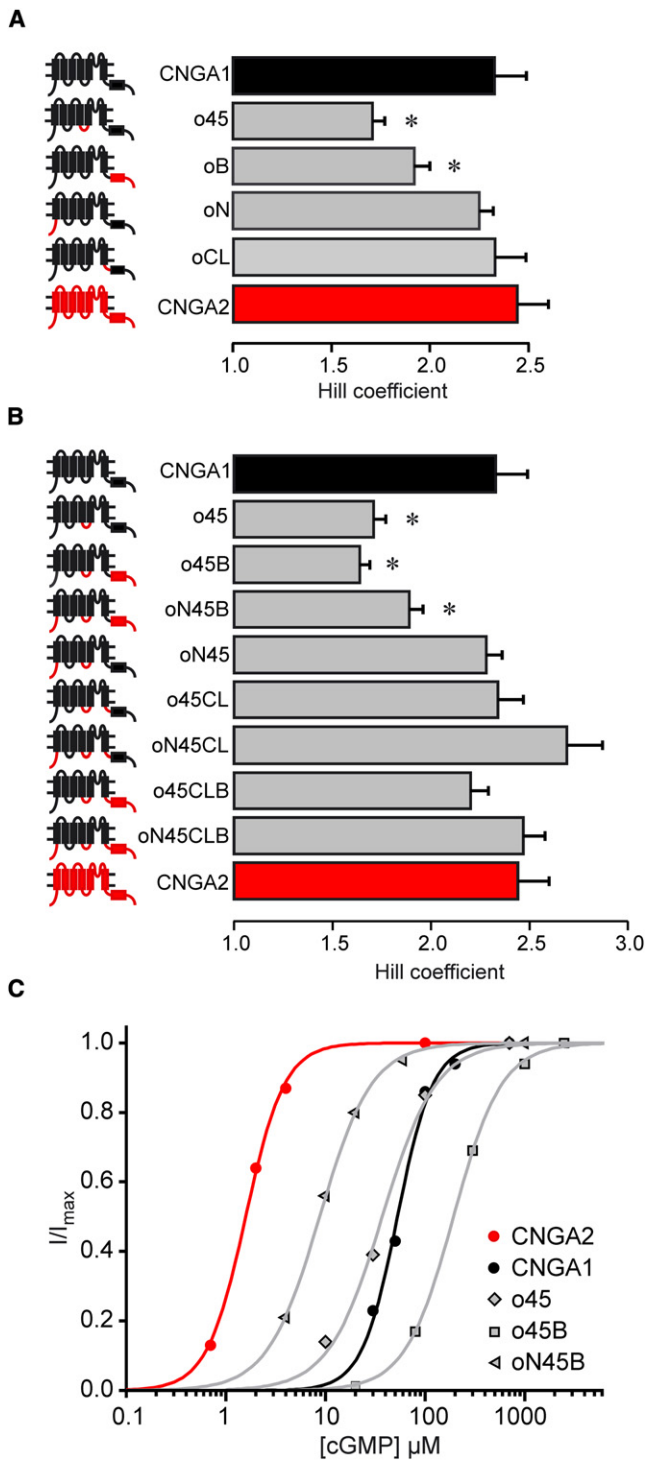 A
CNGA1
o45
*
oB
*
oN
oCL
CNGA2
1.0 1.5 2.0 2.5
Hill coefficient
B
CNGA1
o45
*
o45B
*
oN45B
*
oN45
o45CL
oN45CL
o45CLB
oN45CLB
CNGA2
1.0 1.5 2.0 2.5 3.0
Hill coefficient
C
1.0
0.8
0.6
0.4
0.2
0.0
I/Imax
CNGA2
CNGA1
o45
o45B
oN45B
0.1 1 10 100 1000
[cGMP] μM